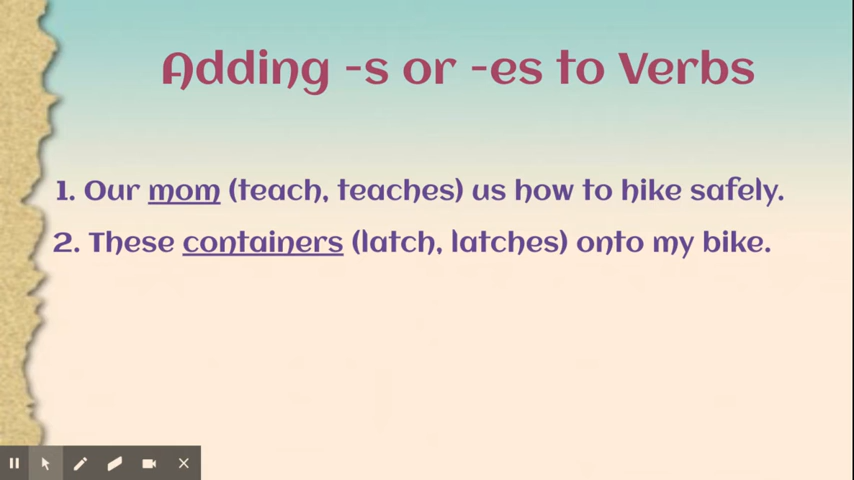 Adding -s or -es to Verbs
1. Our mom (teach, teaches) us how to hike safely.
2. These containers (latch, latches) onto my bike.